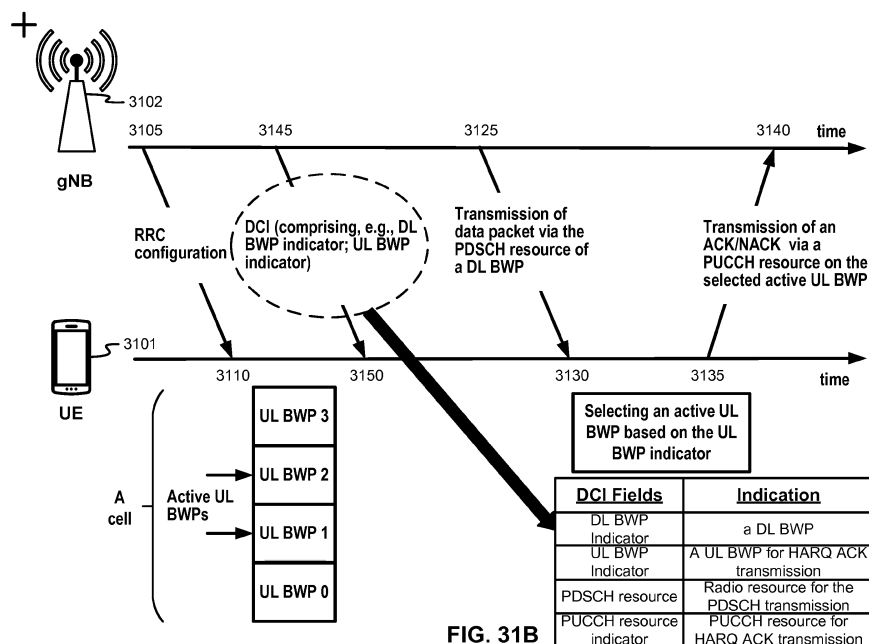 3102
3105
3145
3125
3140
time
gNB
RRC
configuration
DCI (comprising, e.g., DL
BWP indicator; UL BWP
indicator)
Transmission of
data packet via the
PDSCH resource of
a DL BWP
Transmission of an
ACK/NACK via a
PUCCH resource on the
selected active UL BWP
3101
3110
3150
3130
3135
time
UE
A
cell
Active UL
BWPs
UL BWP 3
UL BWP 2
UL BWP 1
UL BWP 0
Selecting an active UL
BWP based on the UL
BWP indicator
DCI Fields
Indication
DL BWP
Indicator
a DL BWP
UL BWP
Indicator
A UL BWP for HARQ ACK
transmission
PDSCH resource
Radio resource for the
PDSCH transmission
PUCCH resource
indicator
PUCCH resource for
HARQ ACK transmission
FIG. 31B